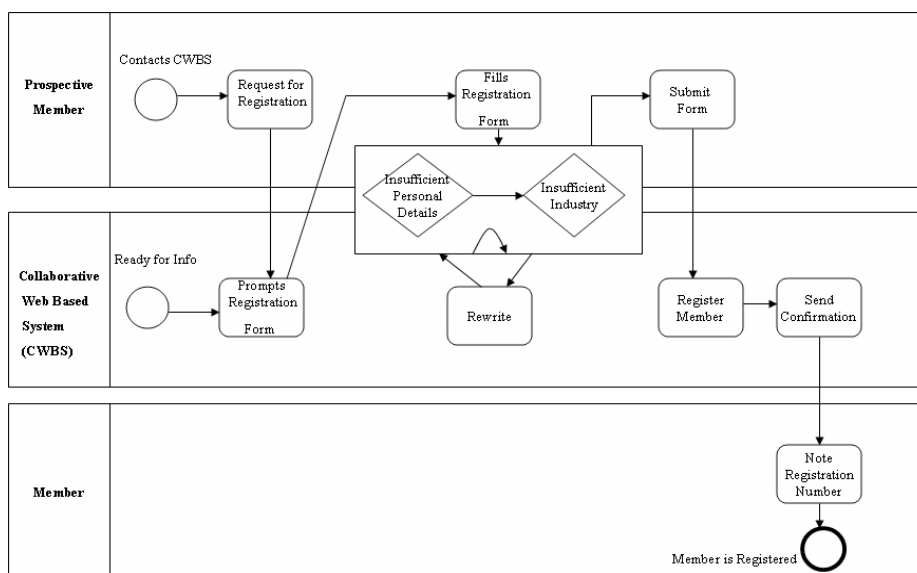 Prospective
Member
Contacts CWBS
Request for
Registration
Fills
Registration
Form
Submit
Form
Insufficient
Personal
Details
Insufficient
Industry
Collaborative
Web Based
System
(CWBS)
Ready for Info
Prompts
Registration
Form
Rewrite
Register
Member
Send
Confirmation
Member
Note
Registration
Number
Member is Registered